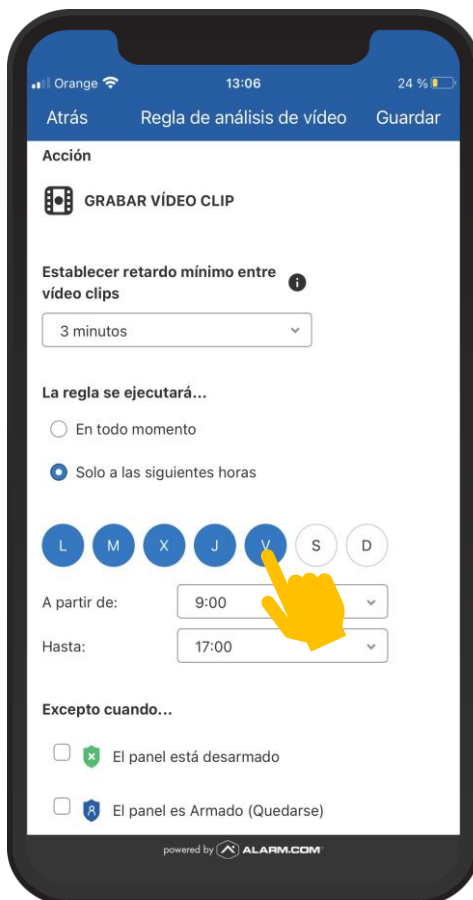 Orange 13:06 24 %
Atrás Regla de análisis de vídeo Guardar
Acción
GRABAR VÍDEO CLIP
Establecer retardo mínimo entre
vídeo clips
3 minutos
La regla se ejecutará...
En todo momento
Solo a las siguientes horas
L M X J V S D
A partir de: 9:00
Hasta: 17:00
Excepto cuando...
El panel está desarmado
El panel es Armado (Quedarse)
powered by ALARM.COM